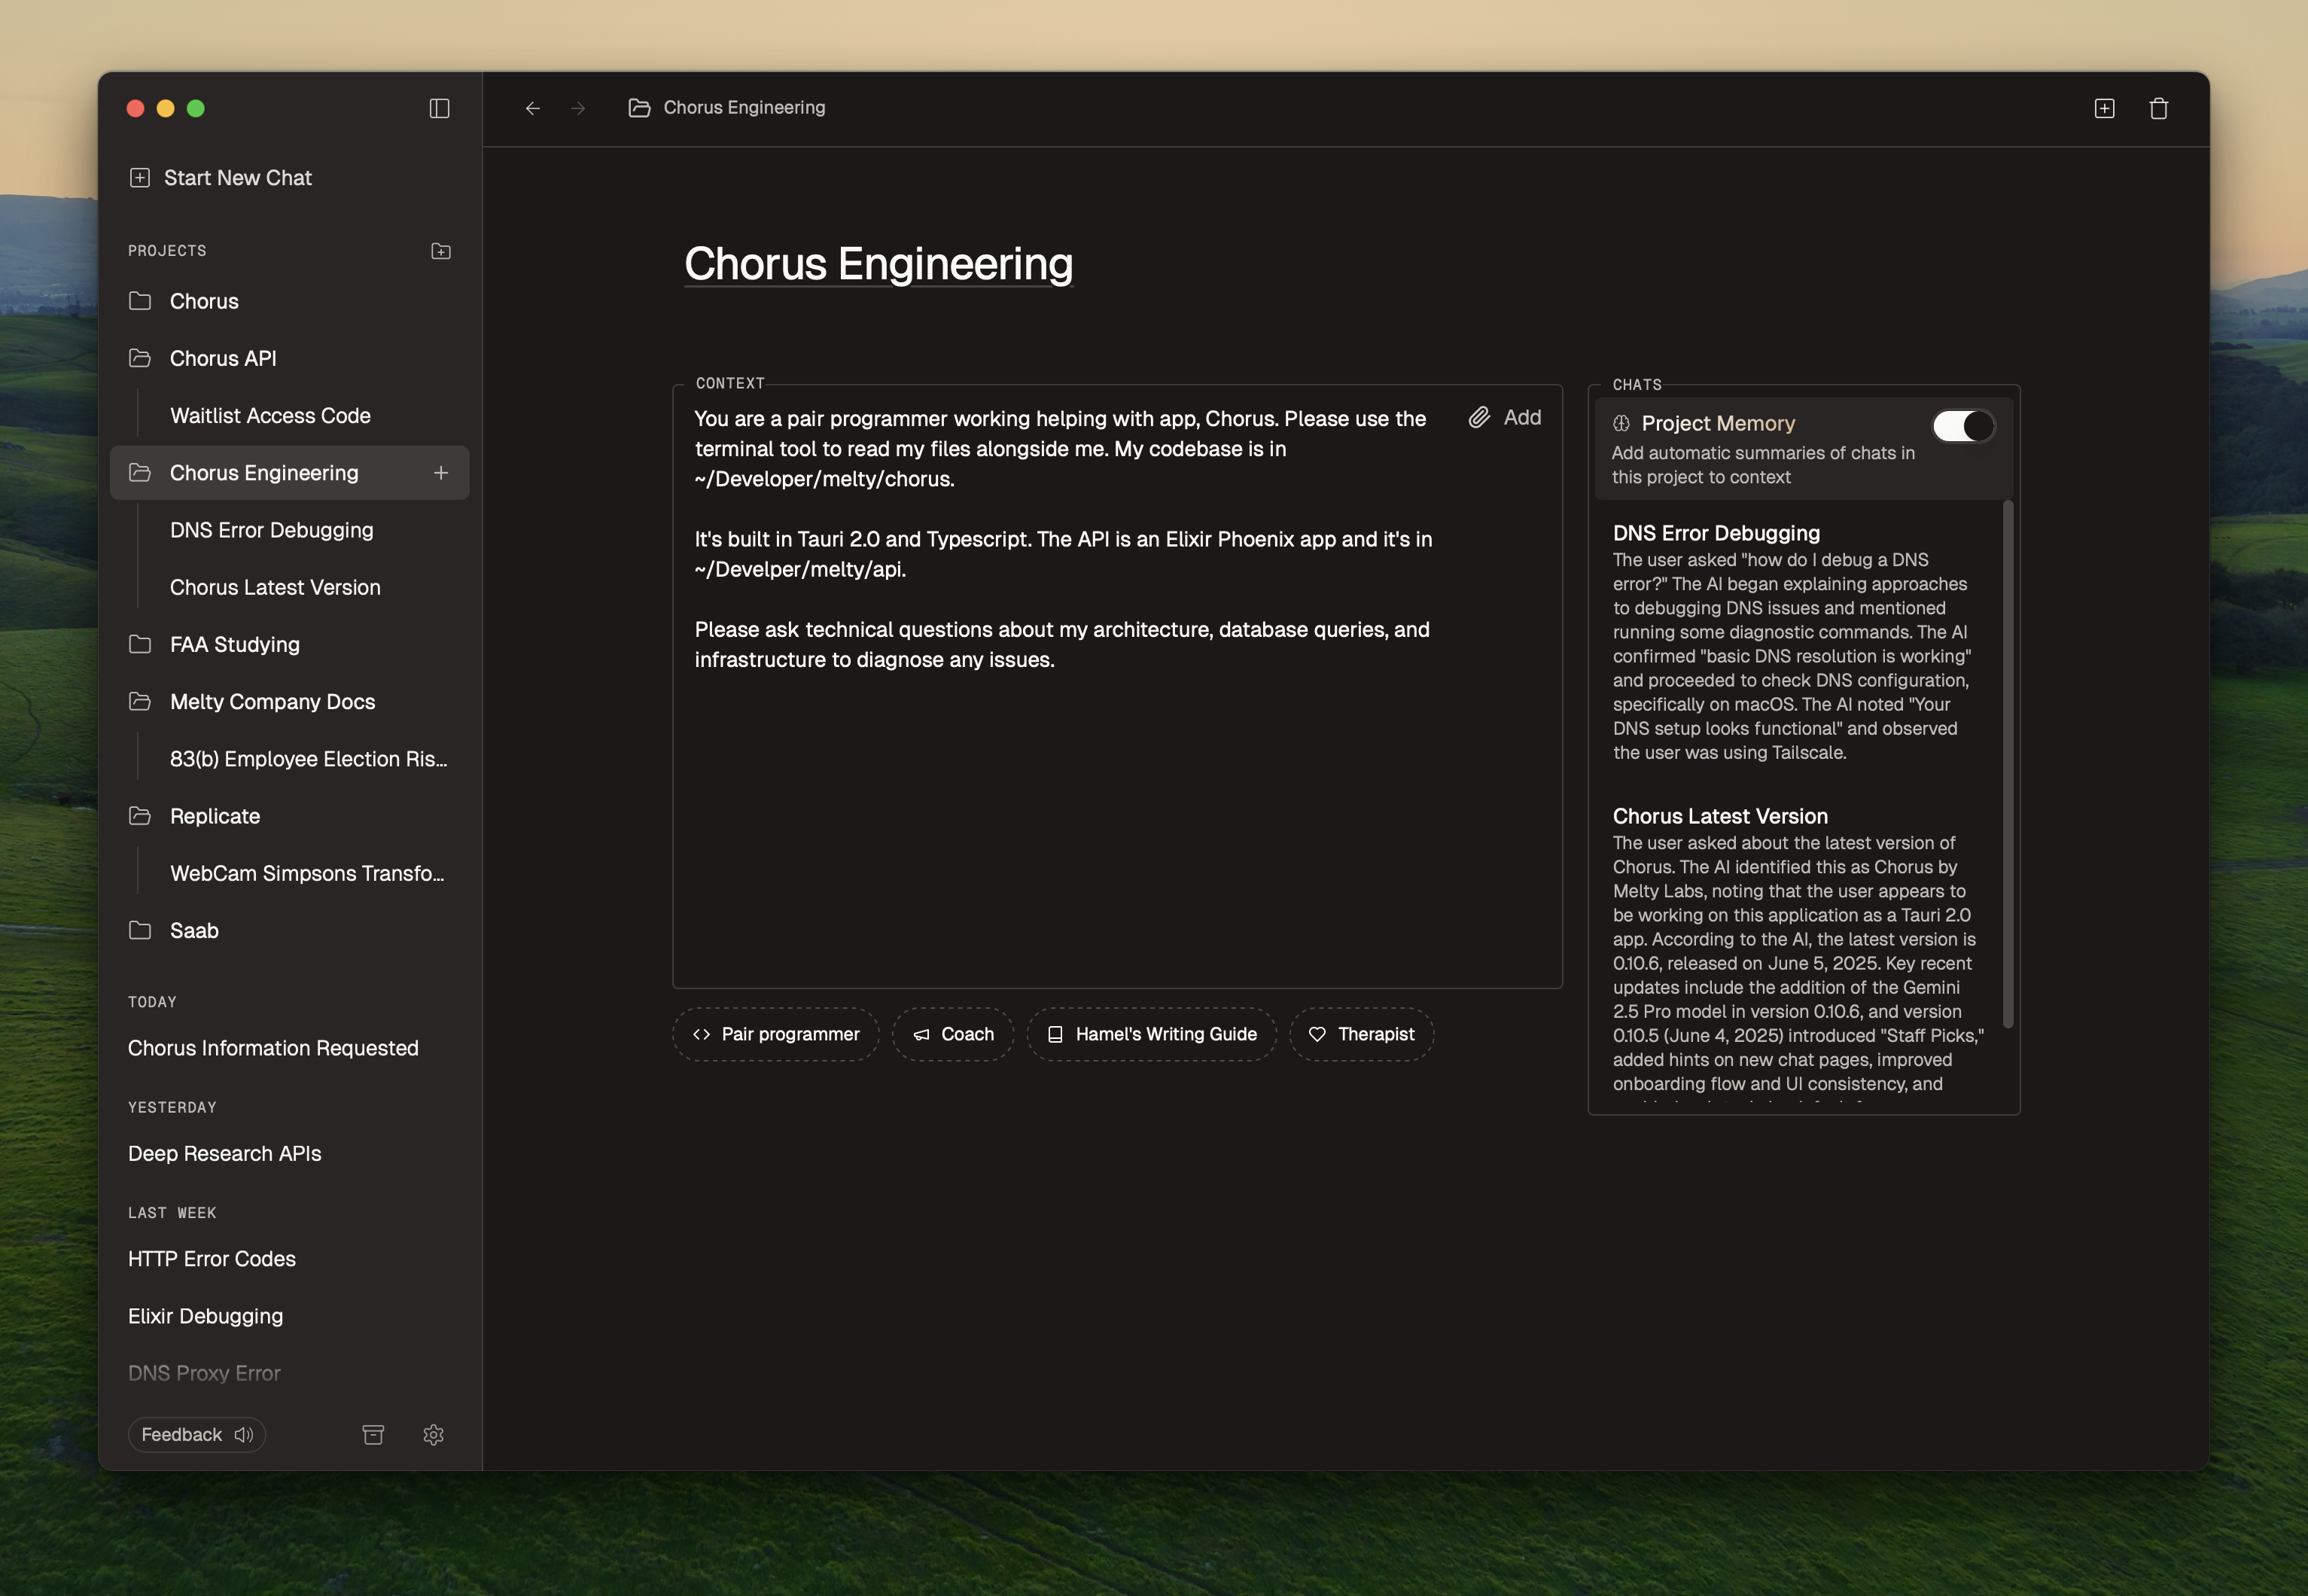 Start New Chat
PROJECTS
Chorus
Chorus API
Waitlist Access Code
Chorus Engineering
DNS Error Debugging
Chorus Latest Version
FAA Studying
Melty Company Docs
83(b) Employee Election Ris...
Replicate
WebCam Simpsons Transfo...
Saab
TODAY
Chorus Information Requested
YESTERDAY
Deep Research APIs
LAST WEEK
HTTP Error Codes
Elixir Debugging
DNS Proxy Error
Feedback
Chorus Engineering
Chorus Engineering
CONTEXT
Add
You are a pair programmer working helping with app, Chorus. Please use the
terminal tool to read my files alongside me. My codebase is in
~/Developer/melty/chorus.
It's built in Tauri 2.0 and Typescript. The API is an Elixir Phoenix app and it's in
~/Develper/melty/api.
Please ask technical questions about my architecture, database queries, and
infrastructure to diagnose any issues.
Pair programmer
Coach
Hamel's Writing Guide
Therapist
CHATS
Project Memory
Add automatic summaries of chats in
this project to context
DNS Error Debugging
The user asked "how do I debug a DNS
error?" The AI began explaining approaches
to debugging DNS issues and mentioned
running some diagnostic commands. The AI
confirmed "basic DNS resolution is working"
and proceeded to check DNS configuration,
specifically on macOS. The AI noted "Your
DNS setup looks functional" and observed
the user was using Tailscale.
Chorus Latest Version
The user asked about the latest version of
Chorus. The AI identified this as Chorus by
Melty Labs, noting that the user appears to
be working on this application as a Tauri 2.0
app. According to the AI, the latest version is
0.10.6, released on June 5, 2025. Key recent
updates include the addition of the Gemini
2.5 Pro model in version 0.10.6, and version
0.10.5 (June 4, 2025) introduced "Staff Picks,"
added hints on new chat pages, improved
onboarding flow and UI consistency, and